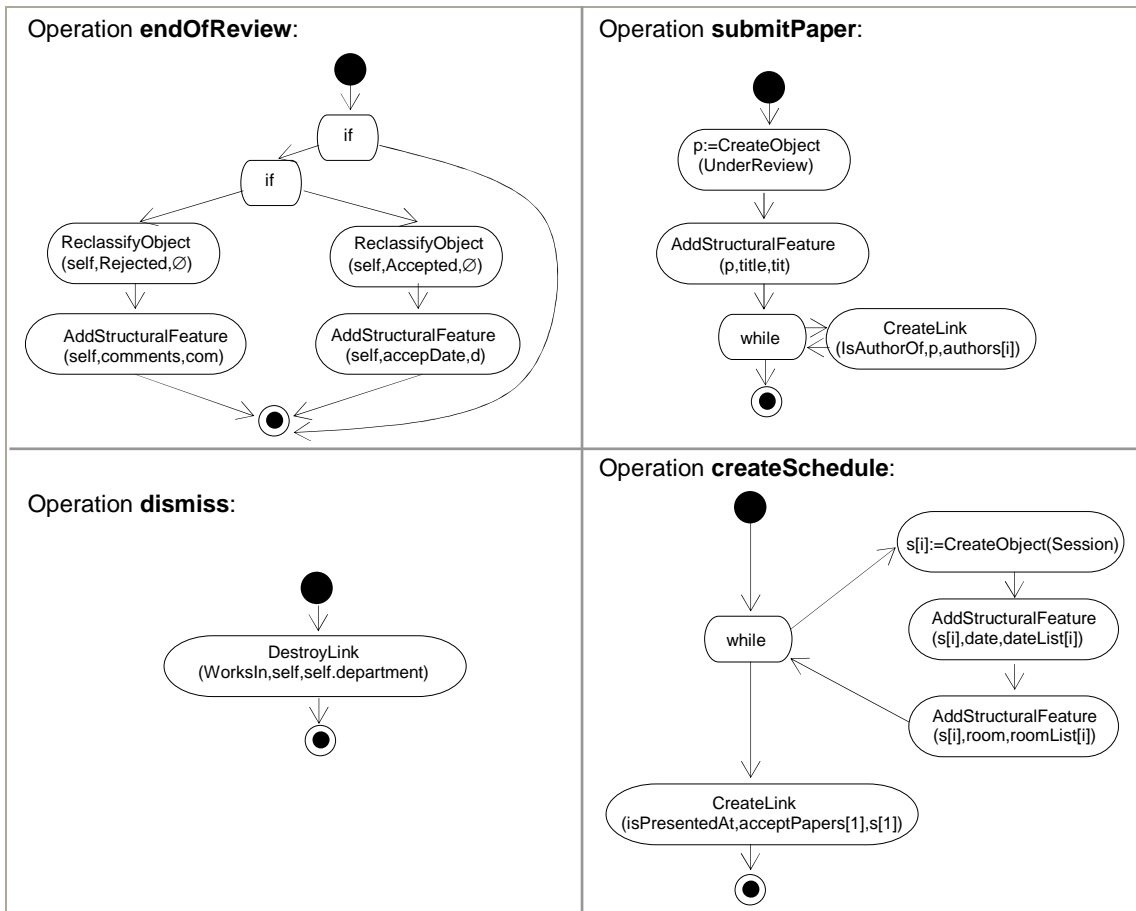 Operation endOfReview:
if
if
ReclassifyObject
(self,Rejected,∅)
ReclassifyObject
(self,Accepted,∅)
AddStructuralFeature
(self,comments,com)
AddStructuralFeature
(self,accepDate,d)
Operation submitPaper:
p:=CreateObject
(UnderReview)
AddStructuralFeature
(p,title,tit)
while
CreateLink
(IsAuthorOf,p,authors[i])
Operation dismiss:
DestroyLink
(WorksIn,self,self.department)
Operation createSchedule:
s[i]:=CreateObject(Session)
while
AddStructuralFeature
(s[i],date,dateList[i])
AddStructuralFeature
(s[i],room,roomList[i])
CreateLink
(isPresentedAt,acceptPapers[1],s[1])